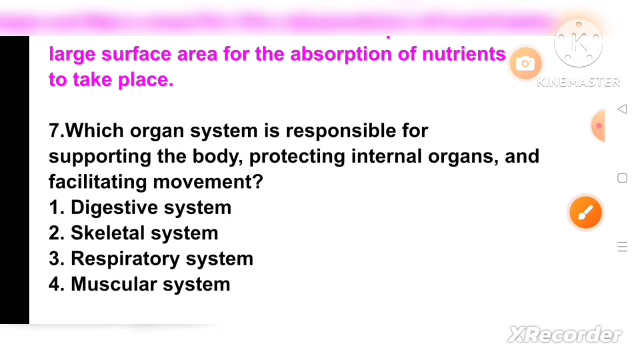 large surface area for the absorption of nutrients
to take place.
7.Which organ system is responsible for
supporting the body, protecting internal organs, and
facilitating movement?
1. Digestive system
2. Skeletal system
3. Respiratory system
4. Muscular system
K
KINEMASTER
XRecorder